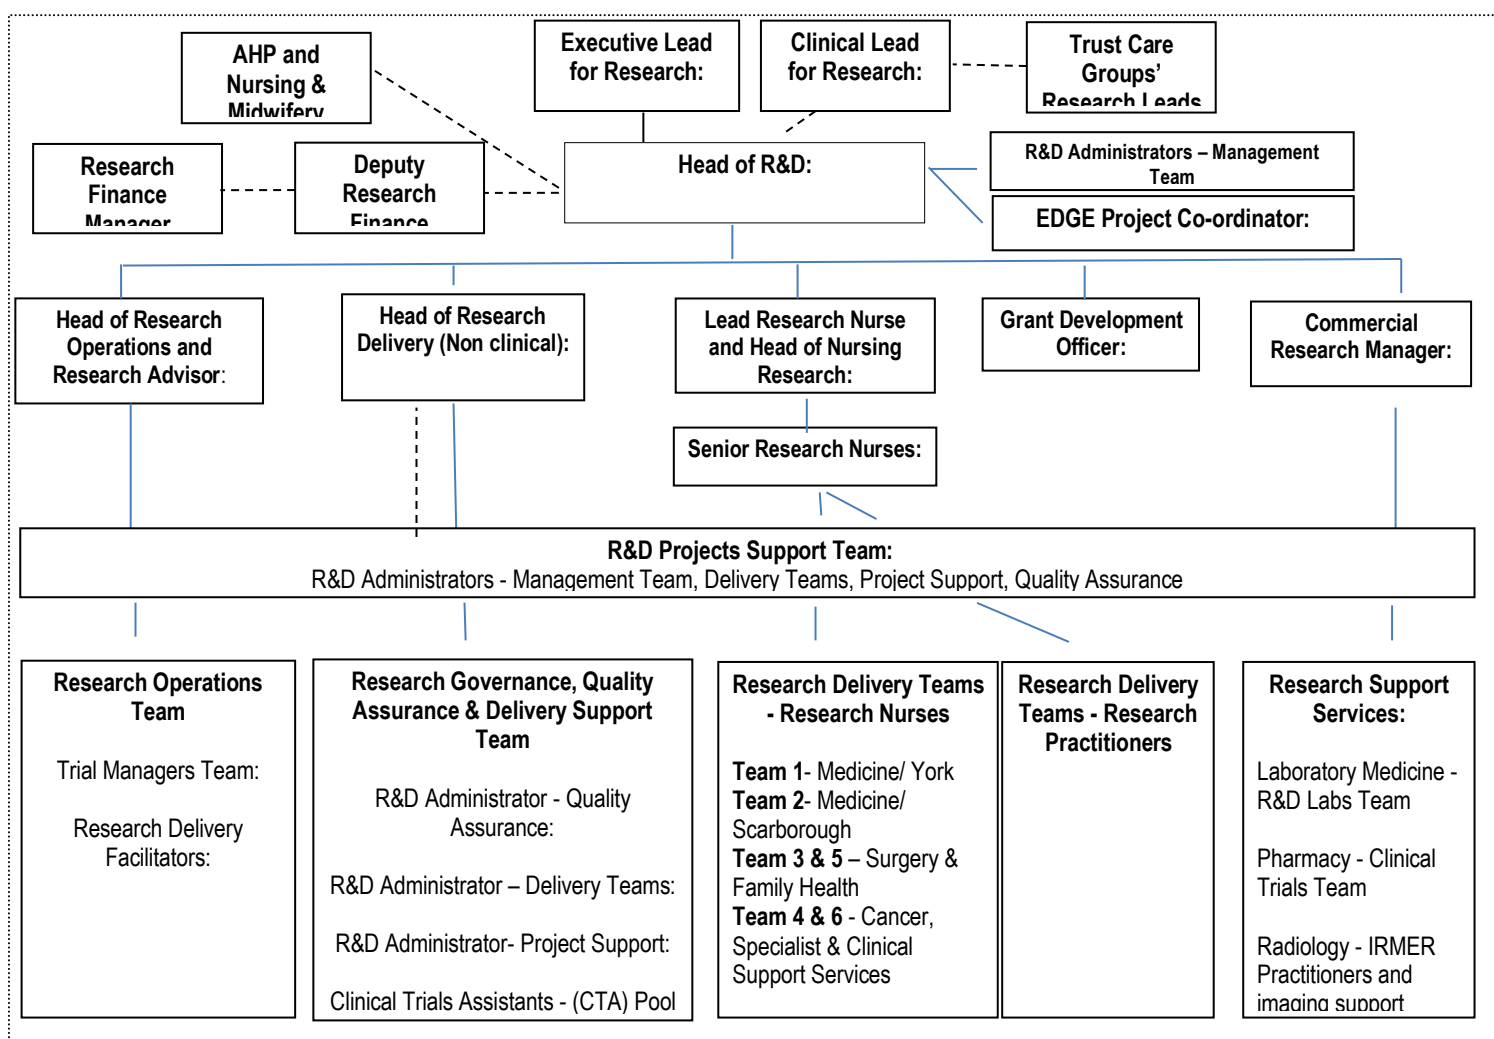 AHP and
Nursing &
Midwifery
Executive Lead
for Research:
Clinical Lead
for Research:
Trust Care
Groups’
Research Leads
Research
Finance
Manager
Deputy
Research
Finance
Head of R&D:
R&D Administrators – Management
Team
EDGE Project Co-ordinator:
Head of Research
Operations and
Research Advisor:
Head of Research
Delivery (Non clinical):
Lead Research Nurse
and Head of Nursing
Research:
Grant Development
Officer:
Commercial
Research Manager:
Senior Research Nurses:
R&D Projects Support Team:
R&D Administrators - Management Team, Delivery Teams, Project Support, Quality Assurance
Research Operations
Team
Trial Managers Team:
Research Delivery
Facilitators:
Research Governance, Quality
Assurance & Delivery Support
Team
R&D Administrator - Quality
Assurance:
R&D Administrator – Delivery Teams:
R&D Administrator- Project Support:
Clinical Trials Assistants - (CTA) Pool
Research Delivery Teams
- Research Nurses
Team 1- Medicine/ York
Team 2- Medicine/
Scarborough
Team 3 & 5 – Surgery &
Family Health
Team 4 & 6 - Cancer,
Specialist & Clinical
Support Services
Research Delivery
Teams - Research
Practitioners
Research Support
Services:
Laboratory Medicine -
R&D Labs Team
Pharmacy - Clinical
Trials Team
Radiology - IRMER
Practitioners and
imaging support